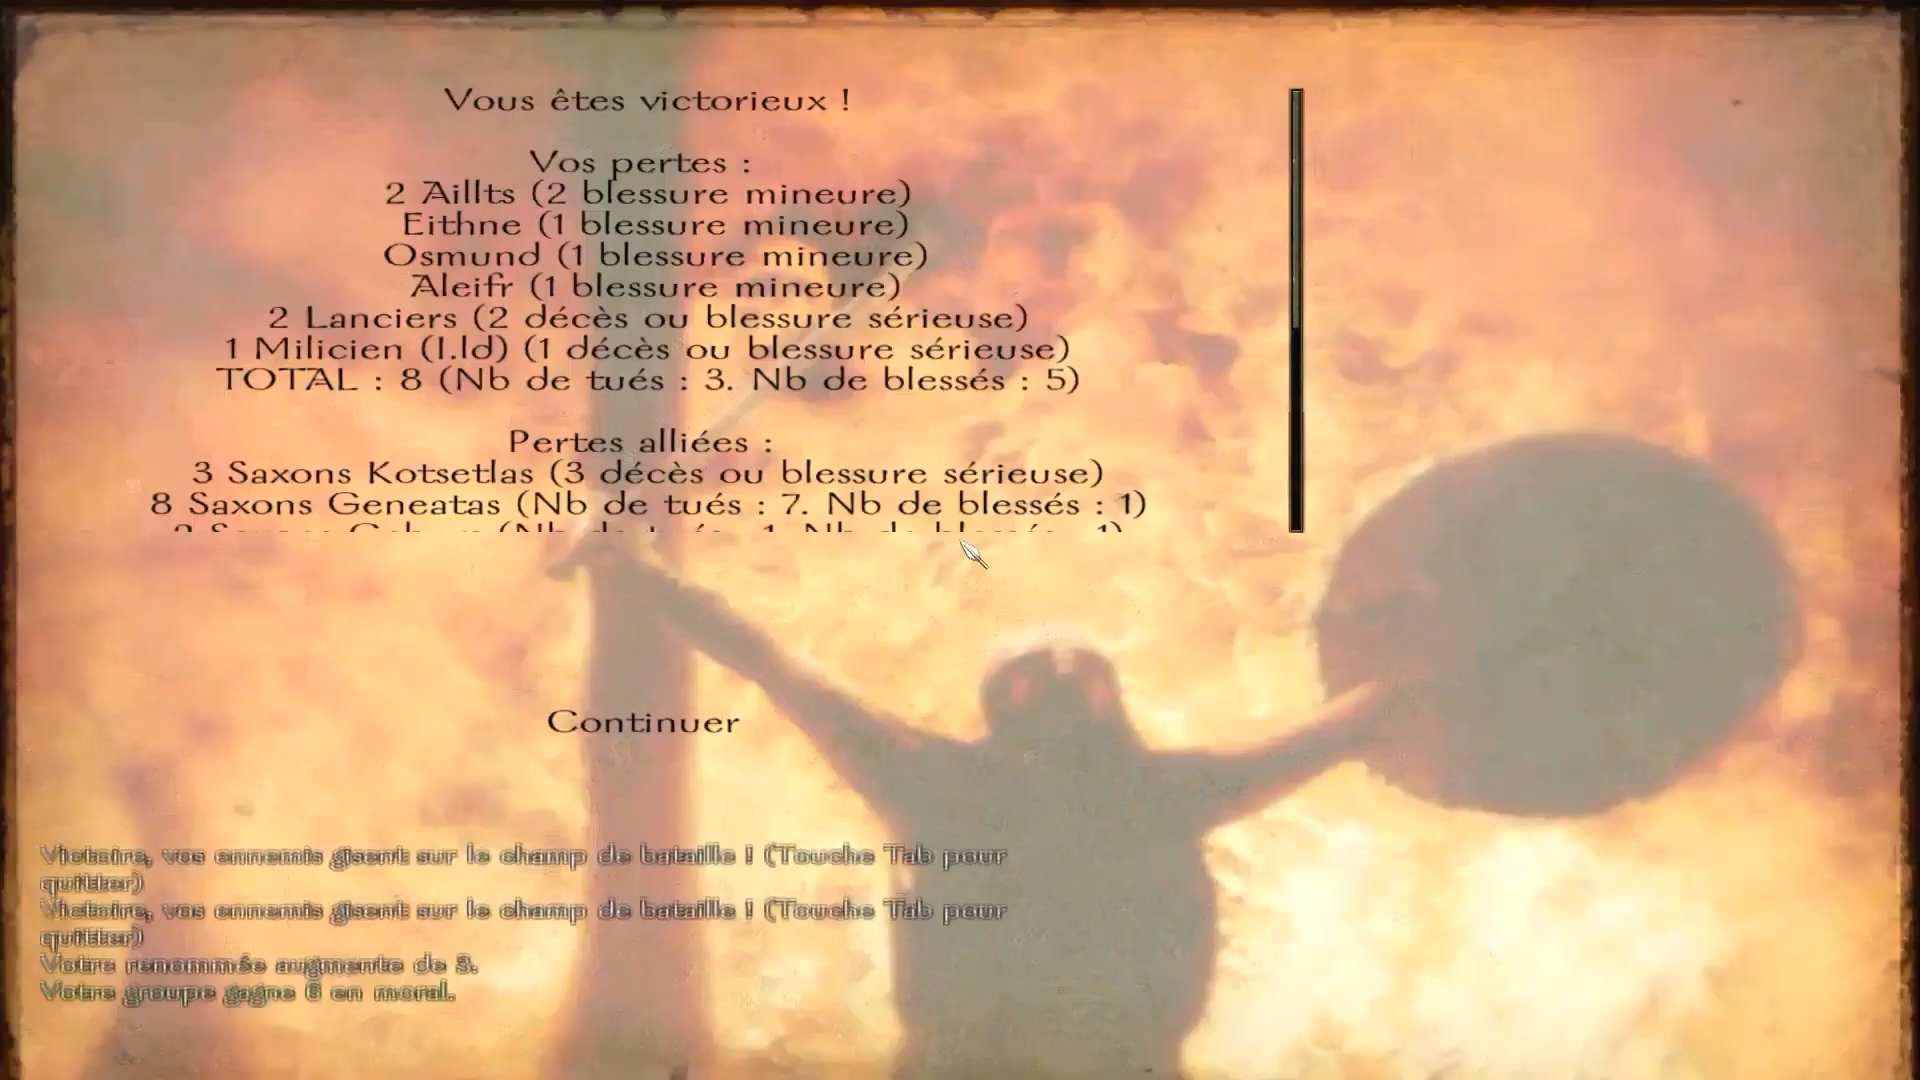 Vous êtes victorieux !
Vos pertes :
2 Aillts (2 blessure mineure)
Eithne (1 blessure mineure)
Osmund (1 blessure mineure)
Aleifr (1 blessure mineure)
2 Lanciers (2 décès ou blessure sérieuse)
1 Milicien (I.ld) (1 décès ou blessure sérieuse)
TOTAL : 8 (Nb de tués : 3. Nb de blessés : 5)
Pertes alliées :
3 Saxons Kotsetlas (3 décès ou blessure sérieuse)
8 Saxons Geneatas (Nb de tués : 7. Nb de blessés : 1)
Continuer
Victoire, vos ennemis gisent sur le champ de bataille ! (Touche Tab pour
quitter)
Victoire, vos ennemis gisent sur le champ de bataille ! (Touche Tab pour
quitter)
Votre renommée augmente de 3.
Votre groupe gagne 6 en moral.